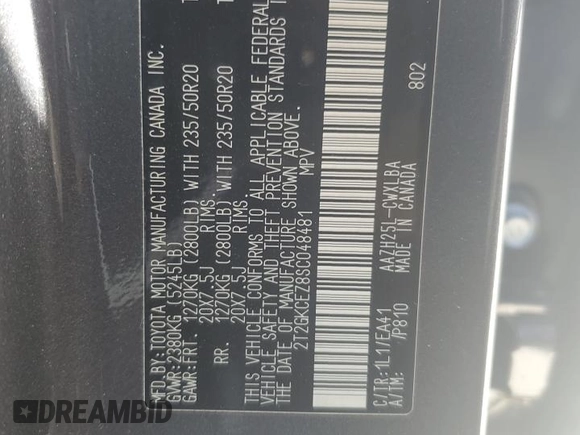 MFD. BY:TOYOTA MOTOR MANUFACTURING CANADA INC.
GVWR:2380KG (5245LB)
GAWR:FRT. 1270KG (2800LB) WITH 235/50R20
20X7.5J RIMS.
RR. 1270KG (2800LB) WITH 235/50R20
20X7.5J RIMS.
THIS VEHICLE CONFORMS TO ALL APPLICABLE FEDERAL
VEHICLE SAFETY AND THEFT PREVENTION STANDARDS
THE DATE OF MANUFACTURE SHOWN ABOVE.
2T2GKCEZ8SC048481 MPV
C/TR:1L1/EA41 AAZH25L-CWXLBA
A/TM: /P810 MADE IN CANADA
802
DREAMBID